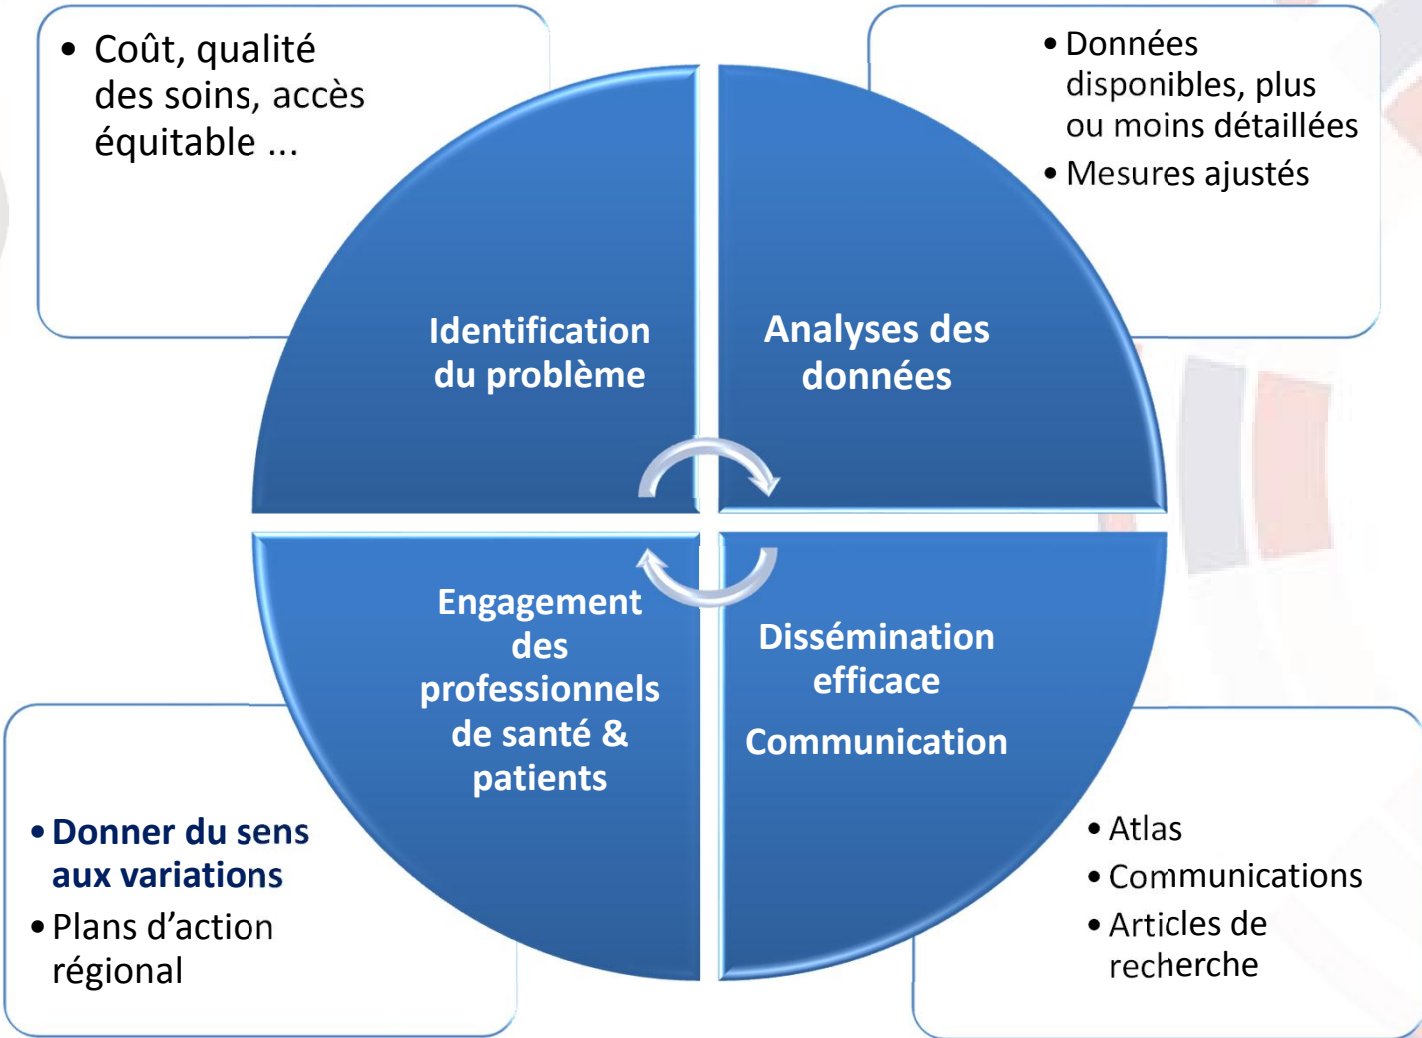 • Coût, qualité
des soins, accès
équitable ...
• Données
disponibles, plus
ou moins détaillées
• Mesures ajustés
Identification
du problème
Analyses des
données
Engagement
des
professionnels
de santé &
patients
Dissémination
efficace
Communication
• Donner du sens
aux variations
• Plans d’action
régional
• Atlas
• Communications
• Articles de
recherche